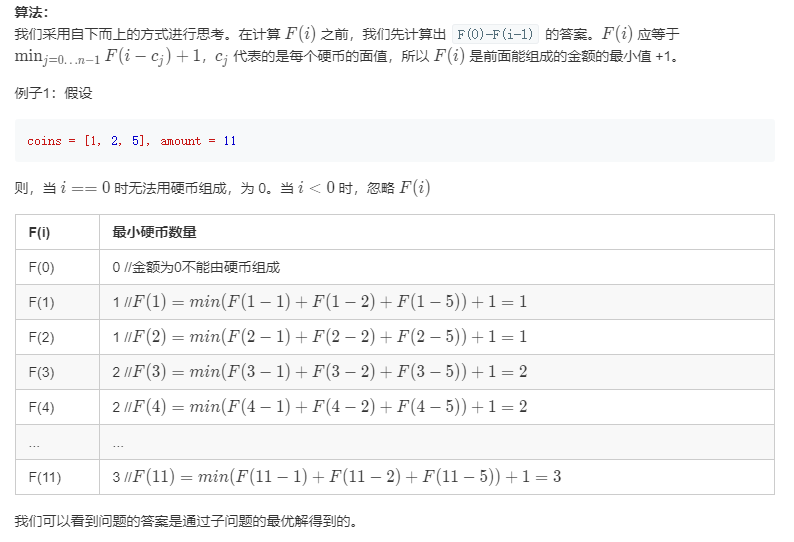 算法：
我们采用自下而上的方式进行思考。在计算 F(i) 之前，我们先计算出 F(0)-F(i-1) 的答案。F(i) 应等于
min_{j=0…n−1} F(i − c_j) + 1，c_j 代表的是每个硬币的面值，所以 F(i) 是前面能组成的金额的最小值 +1。
例子1：假设
coins = [1, 2, 5], amount = 11
则，当 i == 0 时无法用硬币组成，为 0。当 i < 0 时，忽略 F(i)
F(i) 最小硬币数量
F(0) 0 //金额为0不能由硬币组成
F(1) 1 //F(1) = min(F(1 − 1) + F(1 − 2) + F(1 − 5)) + 1 = 1
F(2) 1 //F(2) = min(F(2 − 1) + F(2 − 2) + F(2 − 5)) + 1 = 1
F(3) 2 //F(3) = min(F(3 − 1) + F(3 − 2) + F(3 − 5)) + 1 = 2
F(4) 2 //F(4) = min(F(4 − 1) + F(4 − 2) + F(4 − 5)) + 1 = 2
... ...
F(11) 3 //F(11) = min(F(11 − 1) + F(11 − 2) + F(11 − 5)) + 1 = 3
我们可以看到问题的答案是通过子问题的最优解得到的。